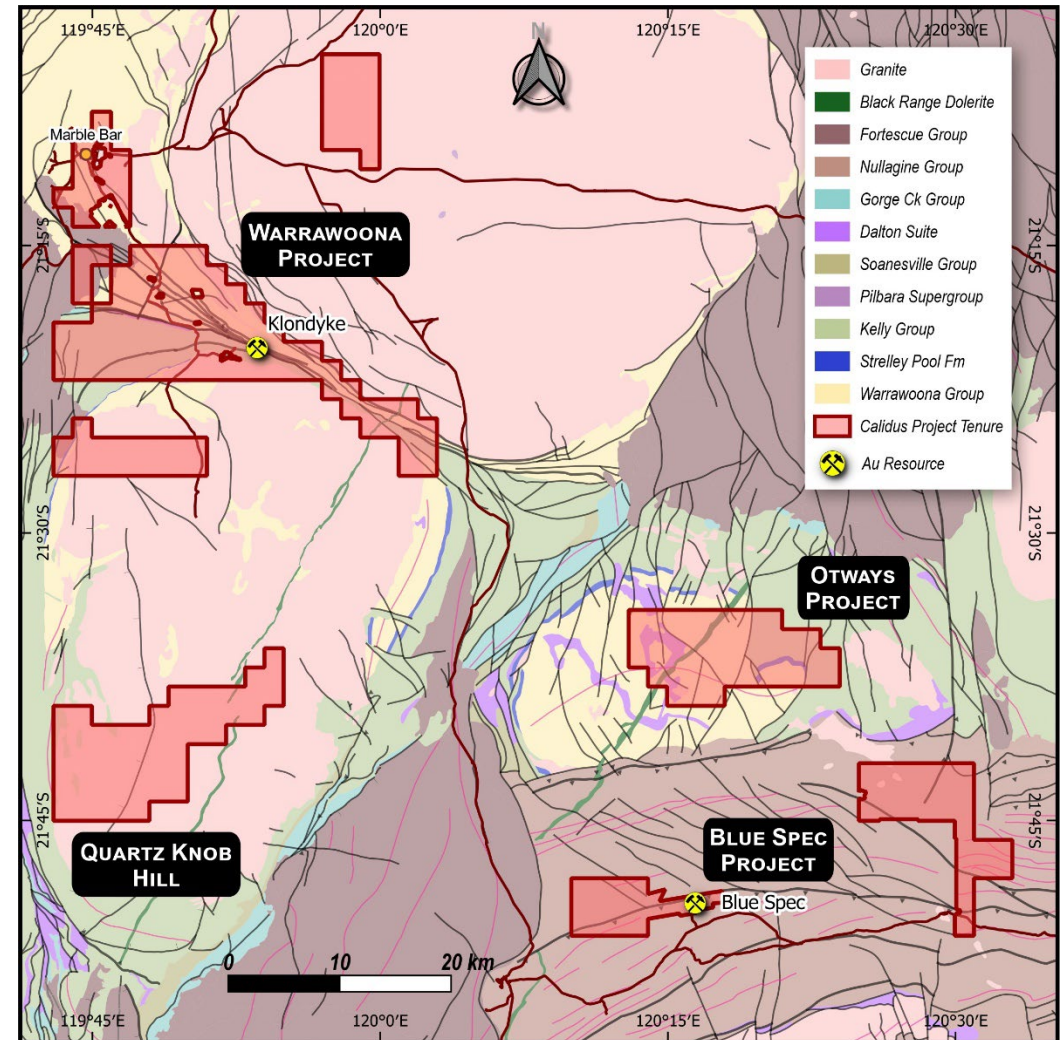 119°45'E
120°0'E
120°15'E
120°30'E
N
Granite
Black Range Dolerite
Fortescue Group
Nullagine Group
Gorge Ck Group
Dalton Suite
Soanesville Group
Pilbara Supergroup
Kelly Group
Strelley Pool Fm
Warrawoona Group
Calidus Project Tenure
Au Resource
Marble Bar
WARRAWOONA
PROJECT
21°15'S
21°15'S
Klondyke
21°30'S
21°30'S
OTWAYS
PROJECT
21°45'S
21°45'S
QUARTZ KNOB
HILL
BLUE SPEC
PROJECT
Blue Spec
0 10 20 km
119°45'E
120°0'E
120°15'E
120°30'E